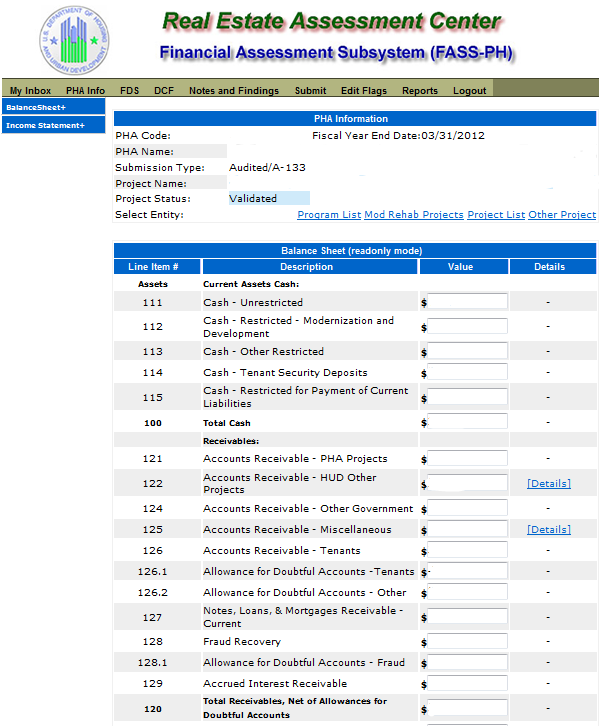 U.S. DEPARTMENT OF HOUSING
AND URBAN DEVELOPMENT
Real Estate Assessment Center
Financial Assessment Subsystem (FASS-PH)
My Inbox PHA Info FDS DCF Notes and Findings Submit Edit Flags Reports Logout
BalanceSheet+
Income Statement+
PHA Information
PHA Code: Fiscal Year End Date:03/31/2012
PHA Name:
Submission Type: Audited/A-133
Project Name:
Project Status: Validated
Select Entity: Program List Mod Rehab Projects Project List Other Project
Balance Sheet (readonly mode)
Line Item # Description Value Details
Assets Current Assets Cash:
111 Cash - Unrestricted $ -
112 Cash - Restricted - Modernization and
Development $ -
113 Cash - Other Restricted $ -
114 Cash - Tenant Security Deposits $ -
115 Cash - Restricted for Payment of Current
Liabilities $ -
100 Total Cash $ -
Receivables:
121 Accounts Receivable - PHA Projects $ -
122 Accounts Receivable - HUD Other
Projects $ [Details]
124 Accounts Receivable - Other Government $ -
125 Accounts Receivable - Miscellaneous $ [Details]
126 Accounts Receivable - Tenants $ -
126.1 Allowance for Doubtful Accounts -Tenants $- -
126.2 Allowance for Doubtful Accounts - Other $ -
127 Notes, Loans, & Mortgages Receivable -
Current $ -
128 Fraud Recovery $ -
128.1 Allowance for Doubtful Accounts - Fraud $ -
129 Accrued Interest Receivable $ -
120 Total Receivables, Net of Allowances for
Doubtful Accounts $ -